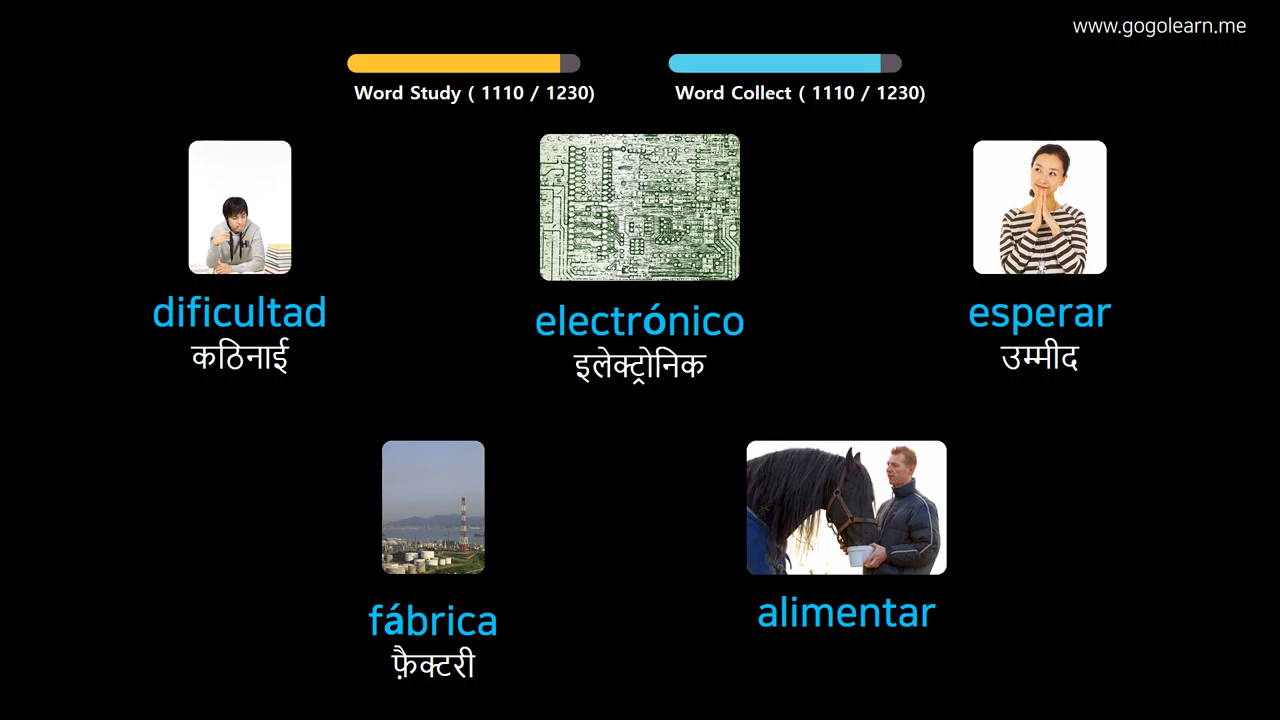 www.gogolearn.me
Word Study ( 1110 / 1230)
Word Collect ( 1110 / 1230)
dificultad
कठिनाई
electrónico
इलेक्ट्रोनिक
esperar
उम्मीद
fábrica
फ़ैक्टरी
alimentar